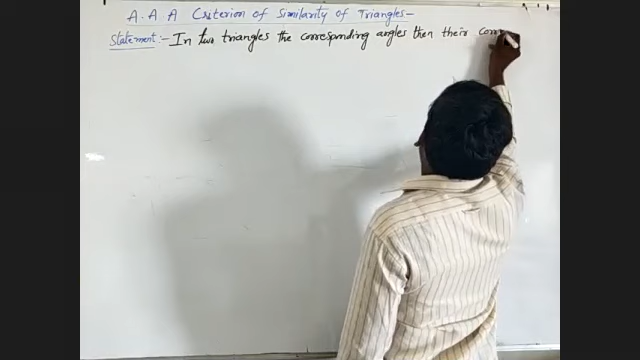 A.A.A Criterion of Similarity of Triangles-
Statement:- In two triangles the corresponding angles then their corr